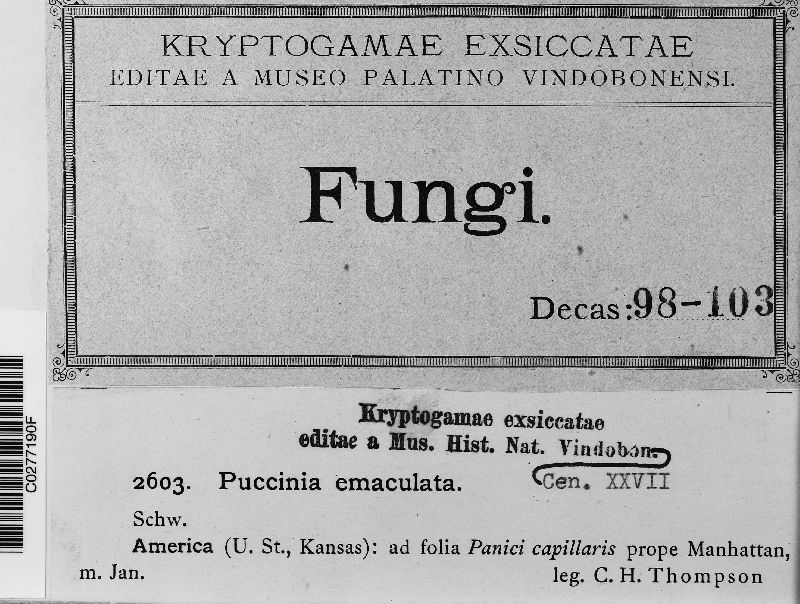 KRYPTOGAMAE EXSICCATAE
EDITAE A MUSEO PALATINO VINDOBONENSI.
Fungi.
Decas: 98-103
Kryptogamae exsiccatae
editae a Mus. Hist. Nat. Vindobon.
2603. Puccinia emaculata.
Cen. XXVII
Schw.
America (U. St., Kansas): ad folia Panici capillaris prope Manhattan,
m. Jan.
leg. C. H. Thompson
C0277190F